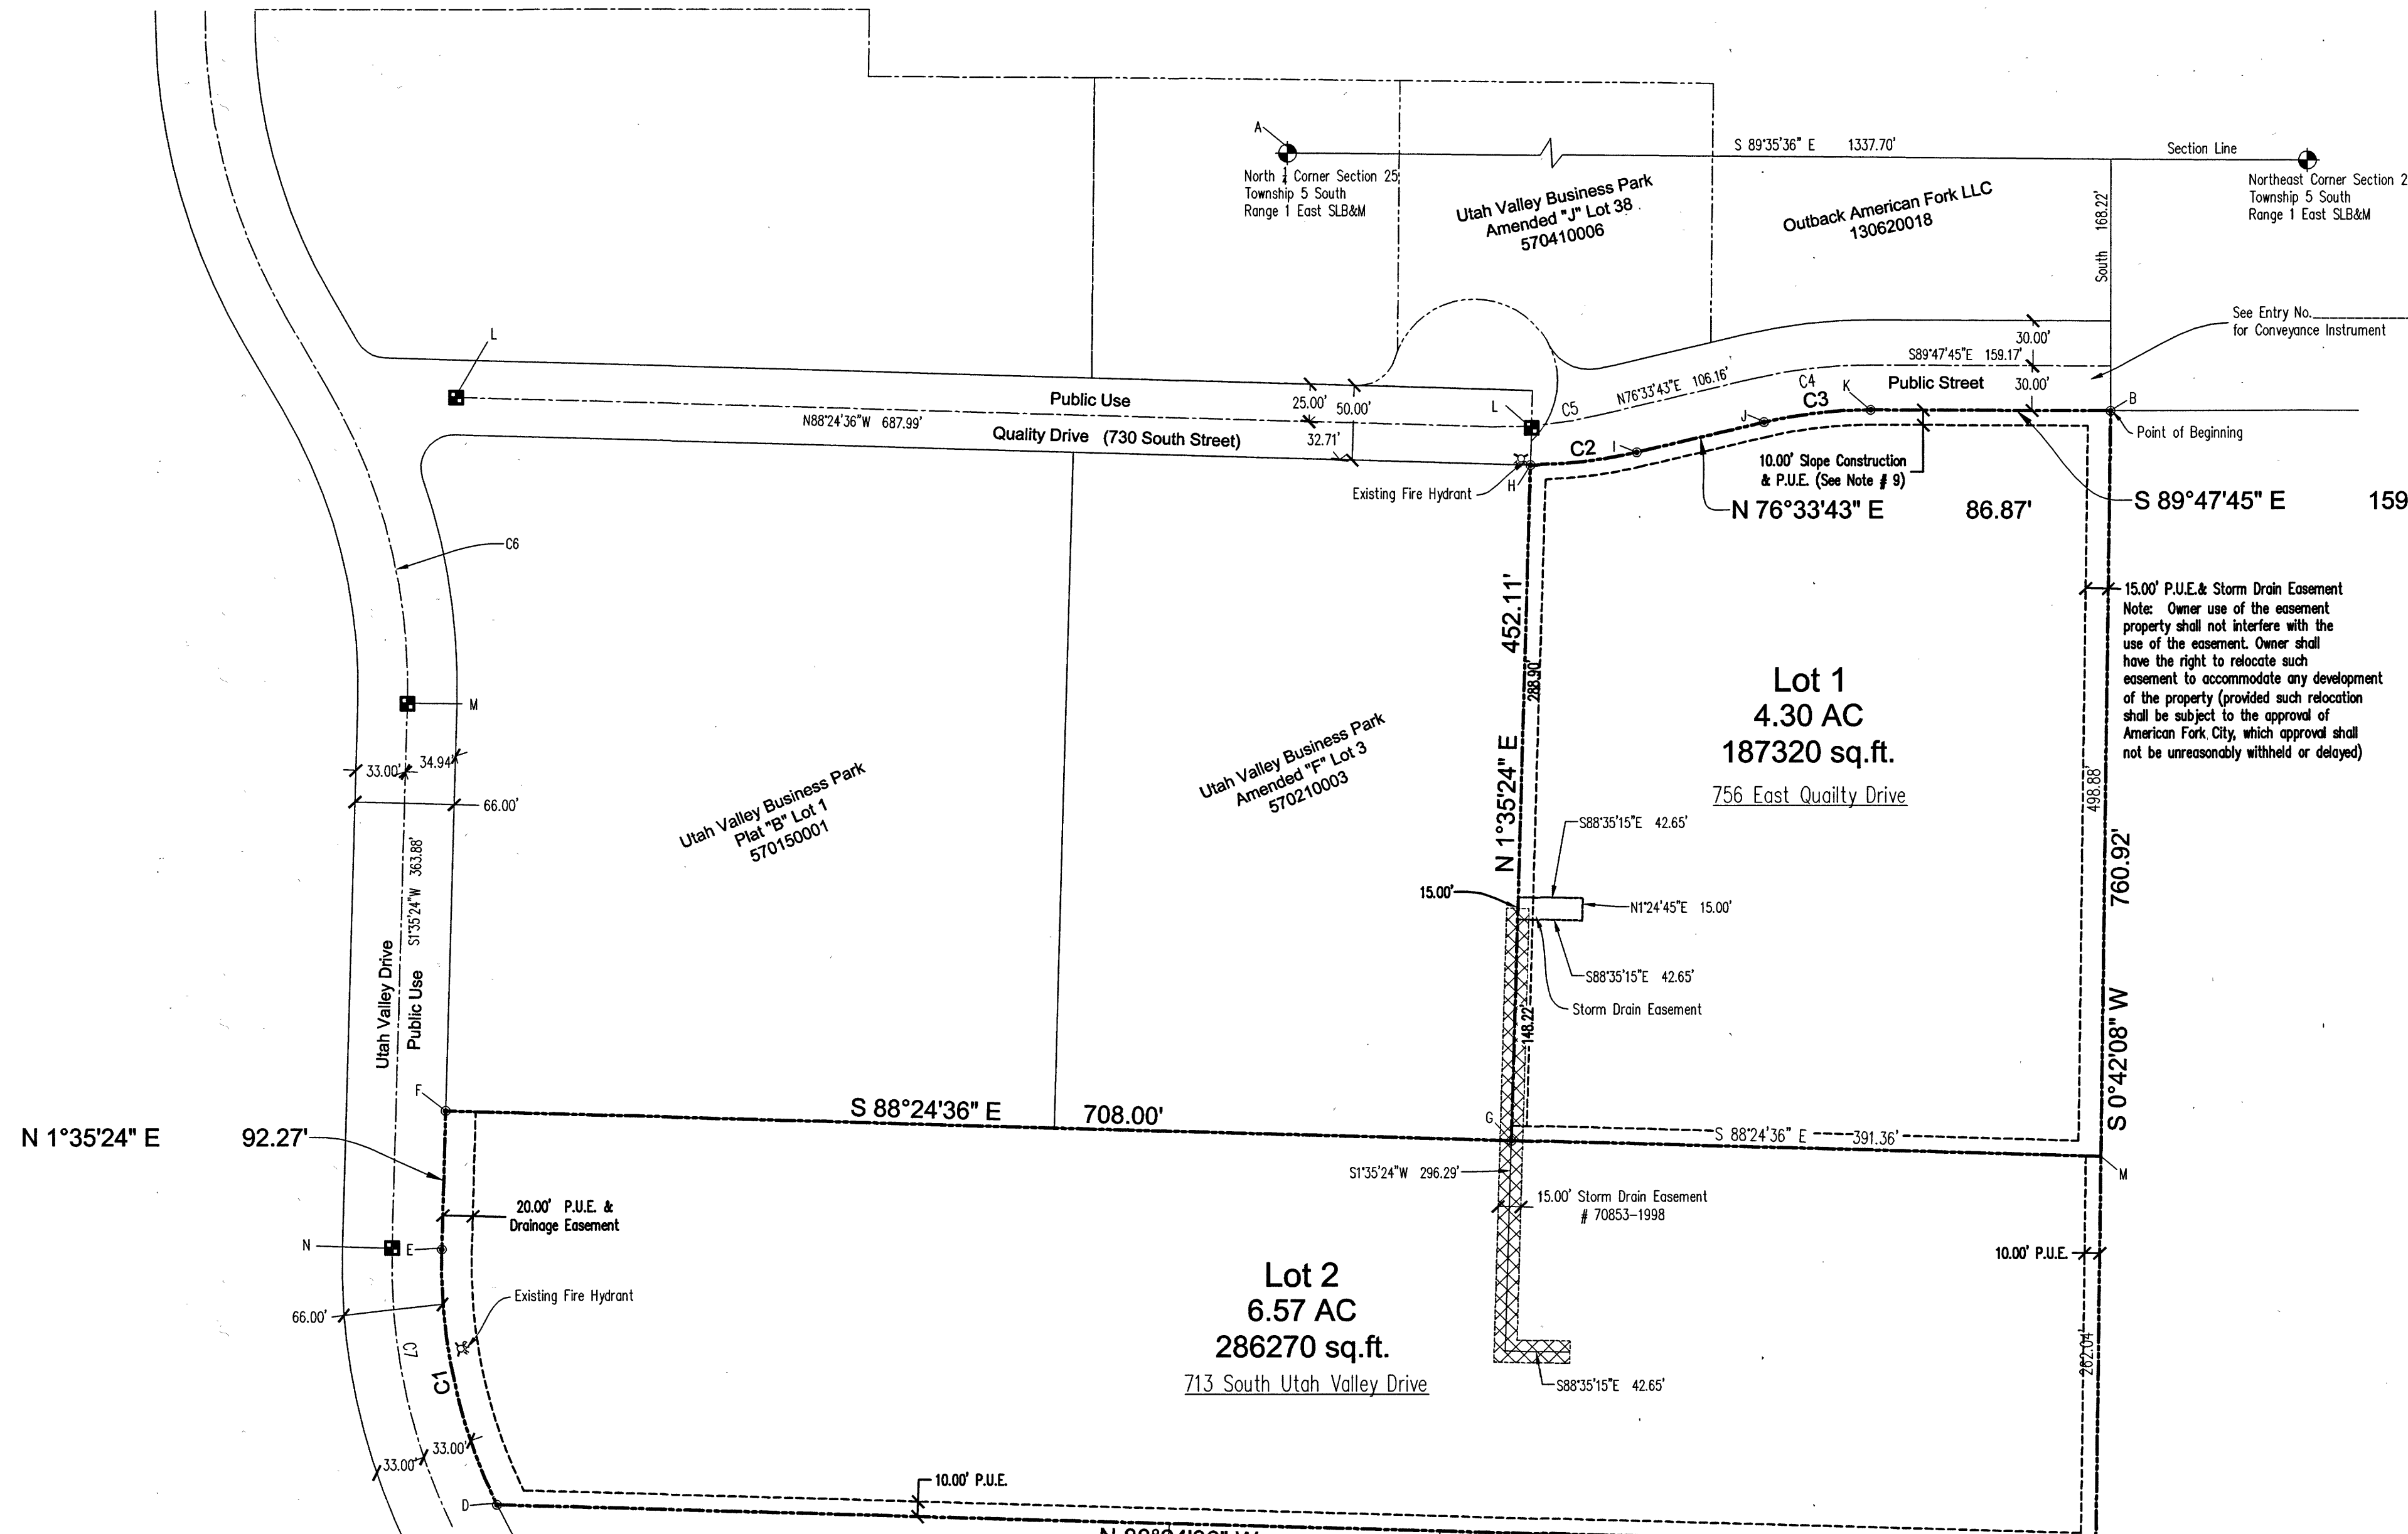 A
S 89°35'36" E 1337.70'
Section Line
North ¼ Corner Section 25
Township 5 South
Range 1 East SLB&M
Northeast Corner Section 2
Township 5 South
Range 1 East SLB&M
Utah Valley Business Park
Amended "J" Lot 38
570410006
Outback American Fork LLC
130620018
South 168.22'
See Entry No.
for Conveyance Instrument
L
30.00'
S89°47'45"E 159.17'
N76°33'43"E 106.16'
C4
C3
K
Public Street
30.00'
B
Point of Beginning
Public Use
25.00'
50.00'
L
C5
N88°24'36"W 687.99'
Quality Drive (730 South Street)
32.71'
C2
I
J
H
Existing Fire Hydrant
10.00' Slope Construction
& P.U.E. (See Note # 9)
N 76°33'43" E 86.87'
S 89°47'45" E 159
C6
15.00' P.U.E.& Storm Drain Easement
Note: Owner use of the easement
property shall not interfere with the
use of the easement. Owner shall
have the right to relocate such
easement to accommodate any development
of the property (provided such relocation
shall be subject to the approval of
American Fork City, which approval shall
not be unreasonably withheld or delayed)
N 1°35'24" E 452.11'
288.90'
Lot 1
4.30 AC
187320 sq.ft.
756 East Quailty Drive
M
33.00'
34.94'
66.00'
Utah Valley Business Park
Plat "B" Lot 1
570150001
Utah Valley Business Park
Amended "F" Lot 3
570210003
498.88'
S 0°42'08" W 760.92'
S88°35'15"E 42.65'
15.00'
N1°24'45"E 15.00'
S88°35'15"E 42.65'
Storm Drain Easement
148.22'
Utah Valley Drive
Public Use
S1°35'24"W 363.88'
F
S 88°24'36" E 708.00'
G
S 88°24'36" E 391.36'
M
N 1°35'24" E 92.27'
S1°35'24"W 296.29'
15.00' Storm Drain Easement
# 70853-1998
20.00' P.U.E. &
Drainage Easement
N
E
10.00' P.U.E.
Existing Fire Hydrant
66.00'
Lot 2
6.57 AC
286270 sq.ft.
713 South Utah Valley Drive
C7
C1
262.04'
S88°35'15"E 42.65'
33.00'
33.00'
10.00' P.U.E.
D